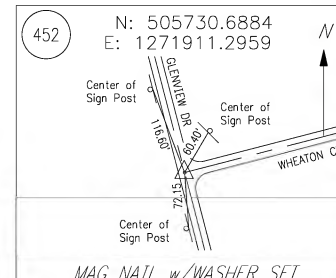 452
N: 505730.6884
E: 1271911.2959
N
GLENVIEW DR
Center of
Sign Post
Center of
Sign Post
116.60'
60.40'
WHEATON C
72.15
Center of
Sign Post
MAG NAIL w/WASHER SET